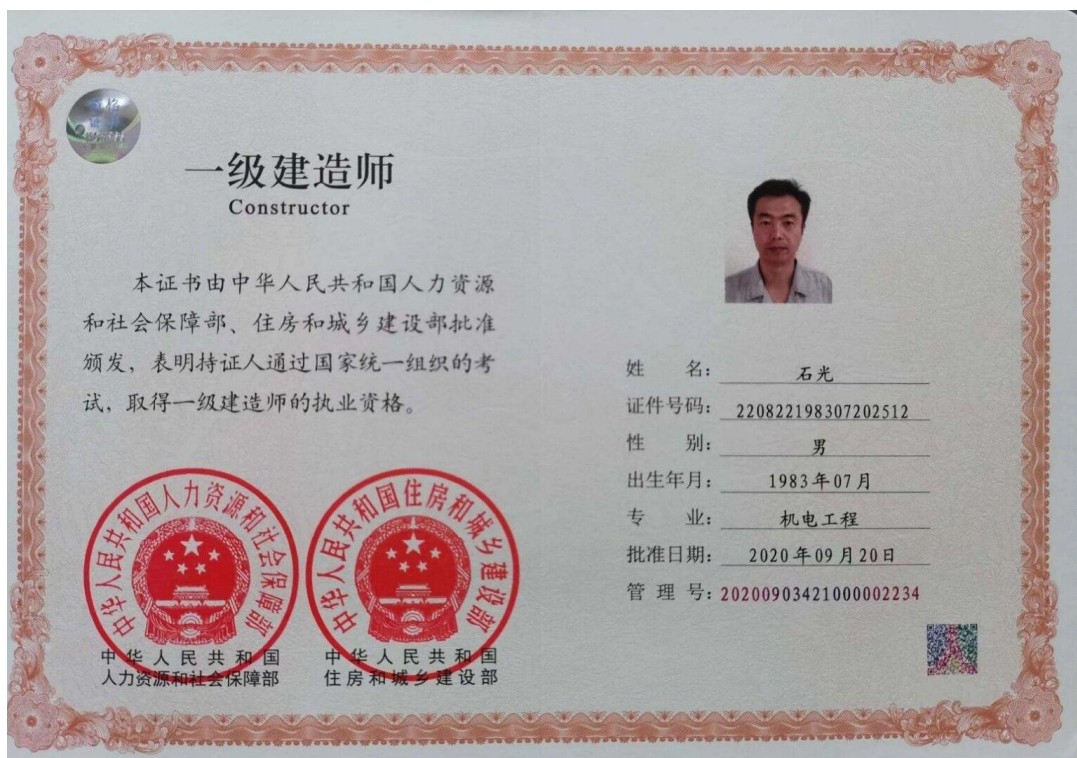 一级建造师
Constructor
本证书由中华人民共和国人力资源
和社会保障部、住房和城乡建设部批准
颁发，表明持证人通过国家统一组织的考
试，取得一级建造师的执业资格。
中华人民共和国人力资源和社会保障部
中华人民共和国
人力资源和社会保障部
中华人民共和国住房和城乡建设部
中华人民共和国
住房和城乡建设部
姓名：石光
证件号码：220822198307202512
性别：男
出生年月：1983年07月
专业：机电工程
批准日期：2020年09月20日
管理号：20200903421000002234